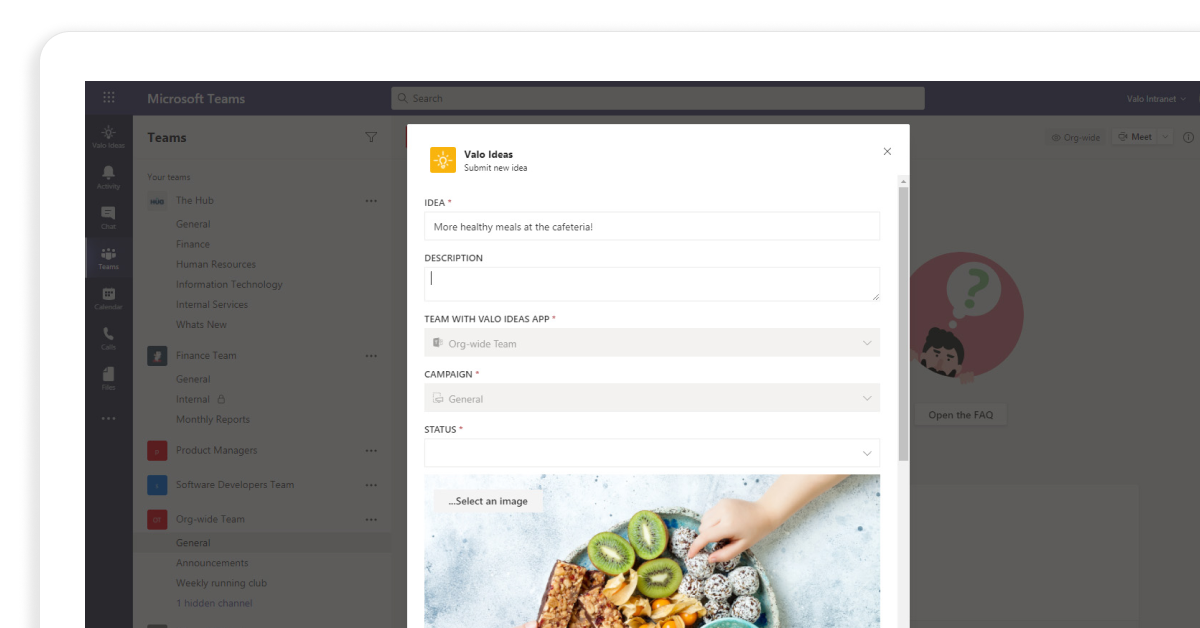 Microsoft Teams
Search
Valo Intranet
Valo Ideas
Activity
Chat
Teams
Calendar
Calls
Files
Teams
Your teams
HUB
The Hub
General
Finance
Human Resources
Information Technology
Internal Services
Whats New
Finance Team
General
Internal
Monthly Reports
Product Managers
Software Developers Team
OT
Org-wide Team
General
Announcements
Weekly running club
1 hidden channel
Org-wide
Meet
Valo Ideas
Submit new idea
IDEA *
More healthy meals at the cafeteria!
DESCRIPTION
TEAM WITH VALO IDEAS APP *
Org-wide Team
CAMPAIGN *
General
STATUS *
...Select an image
?
Open the FAQ